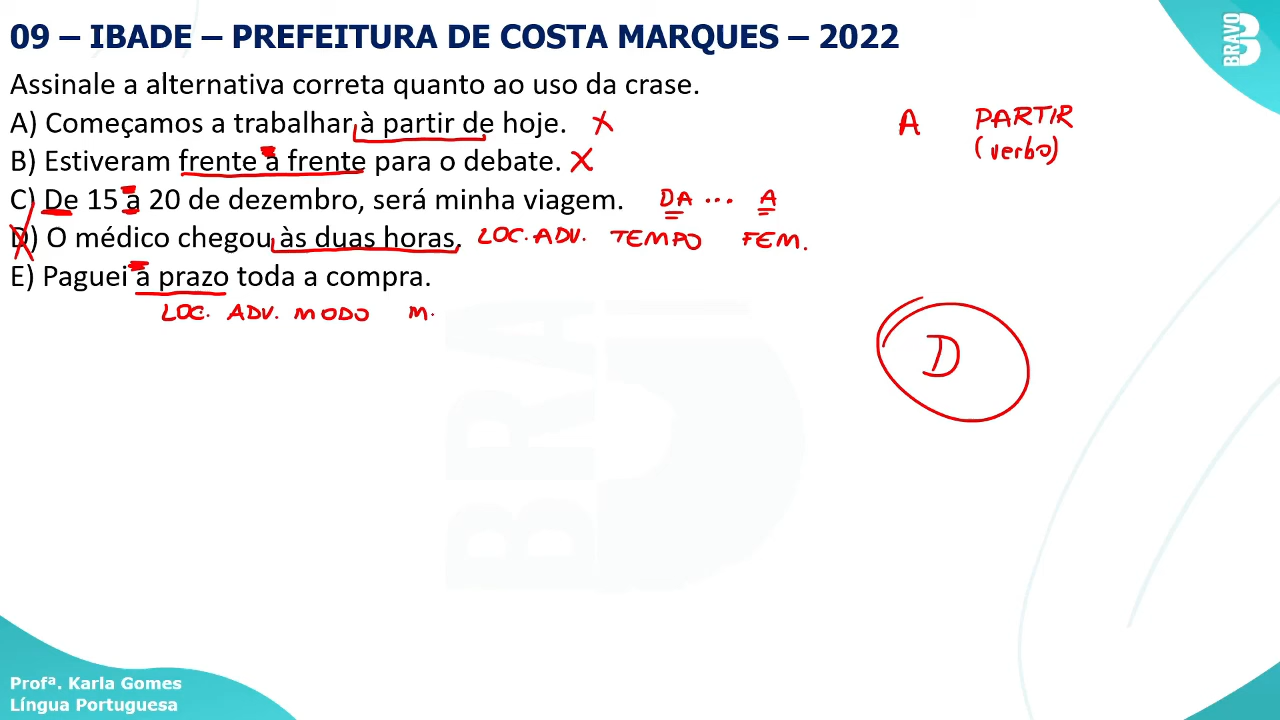 09 – IBADE – PREFEITURA DE COSTA MARQUES – 2022
BRAVO
Assinale a alternativa correta quanto ao uso da crase.
A) Começamos a trabalhar à partir de hoje. X
A PARTIR
(verbo)
B) Estiveram frente a frente para o debate. X
C) De 15 a 20 de dezembro, será minha viagem. DA ... A
D) O médico chegou às duas horas. LOC. ADV. TEMPO FEM.
E) Paguei a prazo toda a compra.
LOC. ADV. MODO M.
D
BRA
Profª. Karla Gomes
Língua Portuguesa